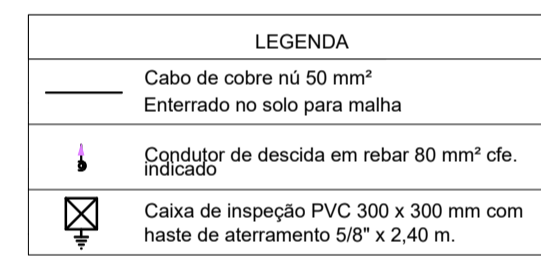 LEGENDA
Cabo de cobre nú 50 mm²
Enterrado no solo para malha
Condutor de descida em rebar 80 mm² cfe.
indicado
Caixa de inspeção PVC 300 x 300 mm com
haste de aterramento 5/8" x 2,40 m.